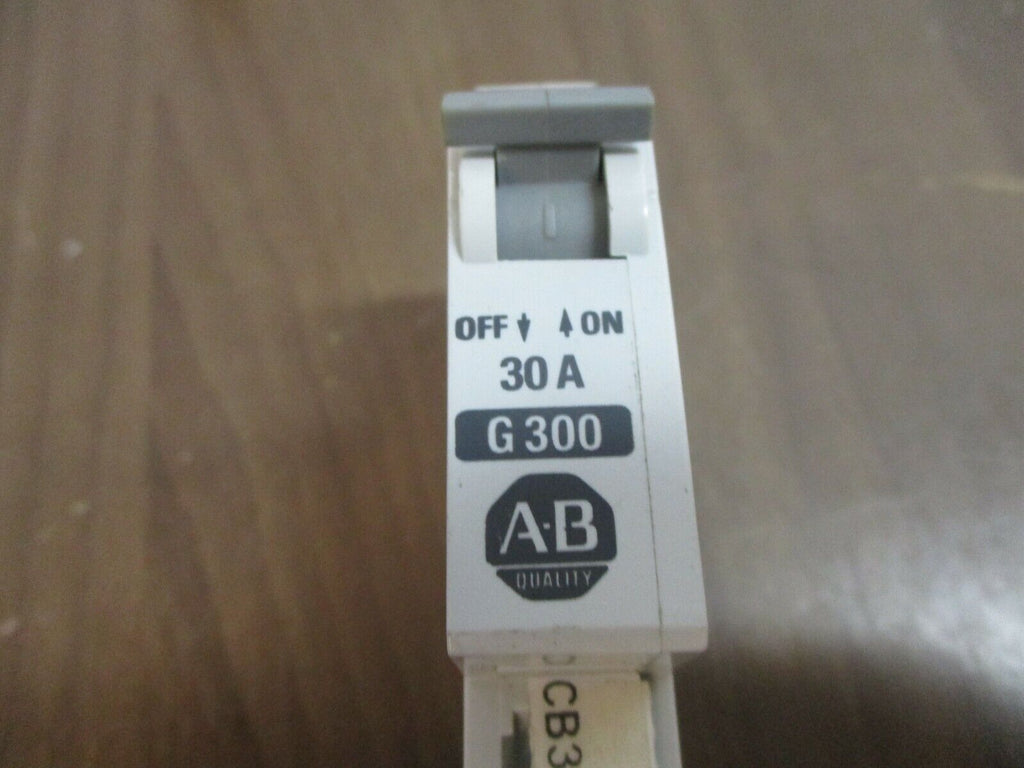 OFF ON
30 A
G 300
A·B
QUALITY
CB3